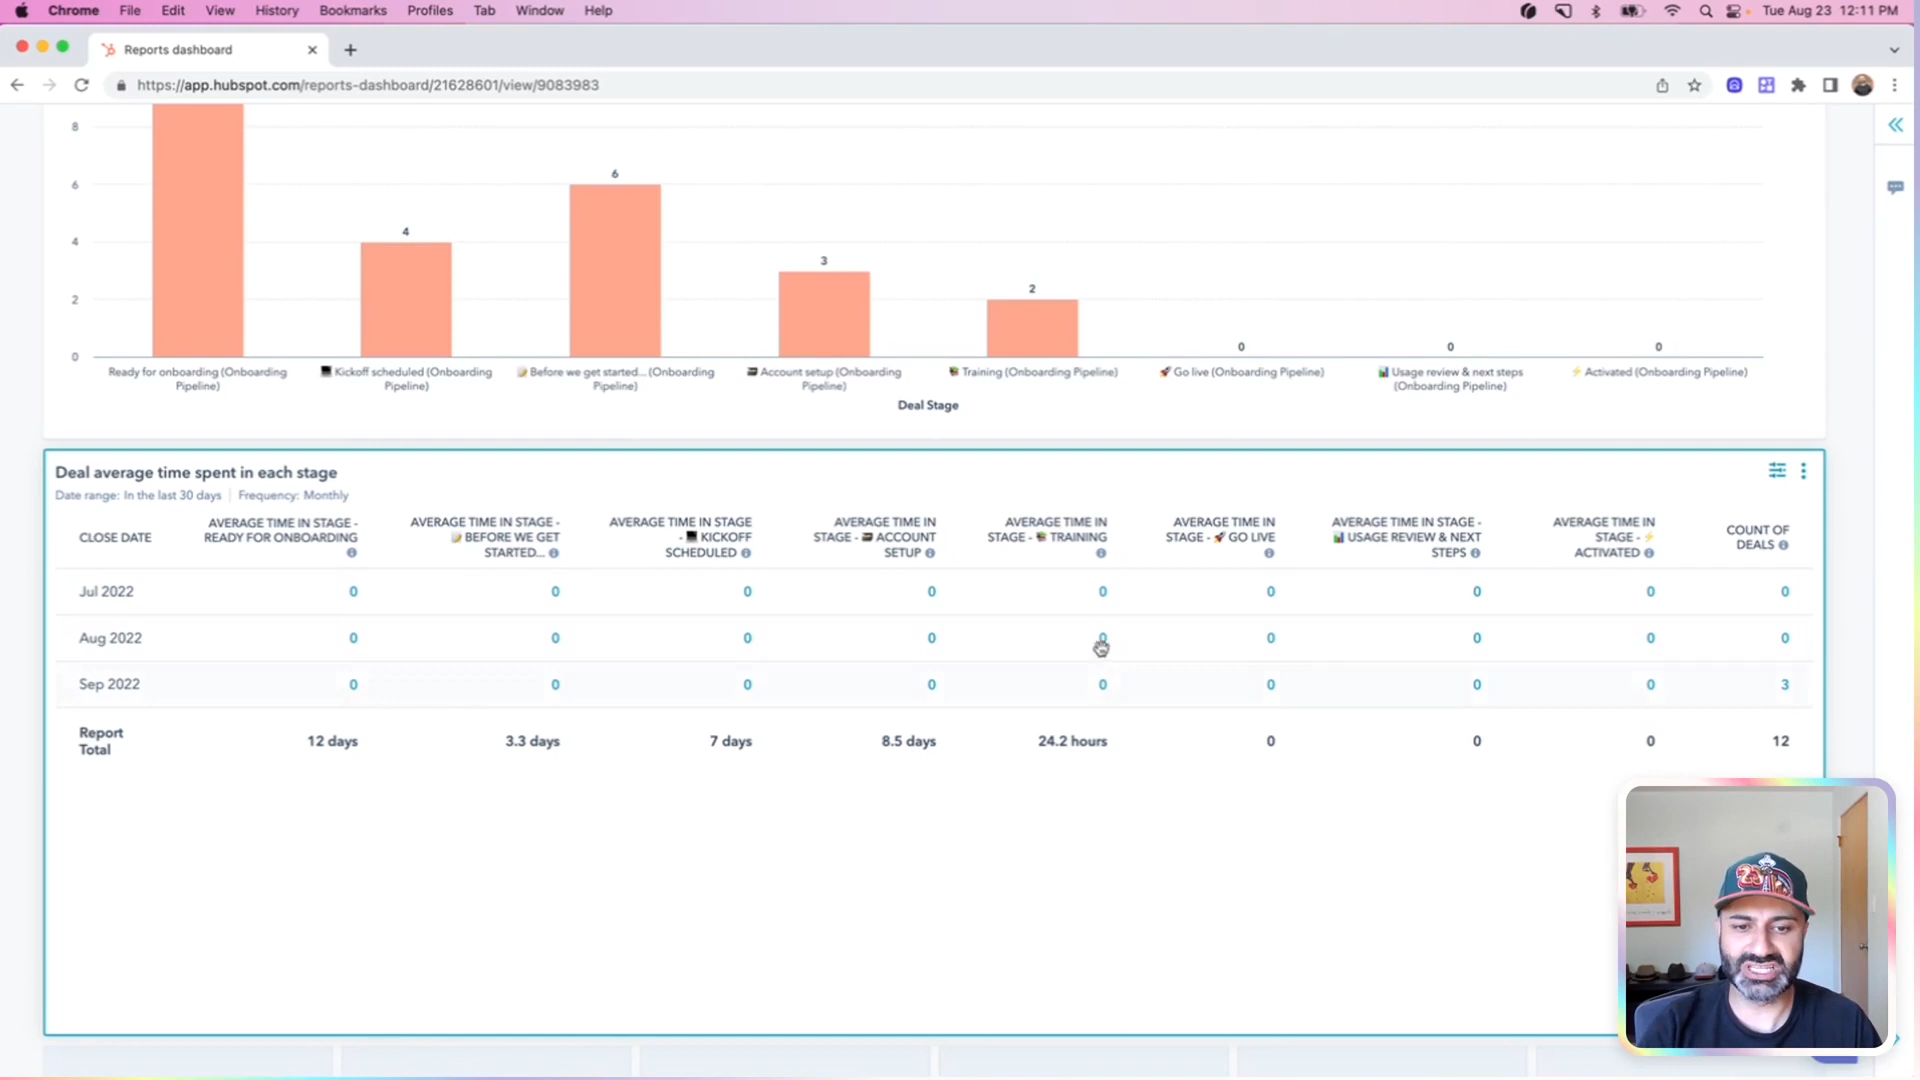 Chrome File Edit View History Bookmarks Profiles Tab Window Help Tue Aug 23 12:11 PM
Reports dashboard
https://app.hubspot.com/reports-dashboard/21628601/view/9083983
8
6
4
2
0
6
4
3
2
0
0
0
Ready for onboarding (Onboarding
Pipeline)
Kickoff scheduled (Onboarding
Pipeline)
Before we get started... (Onboarding
Pipeline)
Account setup (Onboarding
Pipeline)
Training (Onboarding Pipeline)
Go live (Onboarding Pipeline)
Usage review & next steps
(Onboarding Pipeline)
Activated (Onboarding Pipeline)
Deal Stage
Deal average time spent in each stage
Date range: In the last 30 days | Frequency: Monthly
CLOSE DATE
AVERAGE TIME IN STAGE -
READY FOR ONBOARDING
AVERAGE TIME IN STAGE -
BEFORE WE GET
STARTED...
AVERAGE TIME IN STAGE
- KICKOFF
SCHEDULED
AVERAGE TIME IN
STAGE - ACCOUNT
SETUP
AVERAGE TIME IN
STAGE - TRAINING
AVERAGE TIME IN
STAGE - GO LIVE
AVERAGE TIME IN STAGE -
USAGE REVIEW & NEXT
STEPS
AVERAGE TIME IN
STAGE -
ACTIVATED
COUNT OF
DEALS
Jul 2022 0 0 0 0 0 0 0 0 0
Aug 2022 0 0 0 0 0 0 0 0 0
Sep 2022 0 0 0 0 0 0 0 0 3
Report
Total
12 days 3.3 days 7 days 8.5 days 24.2 hours 0 0 0 12